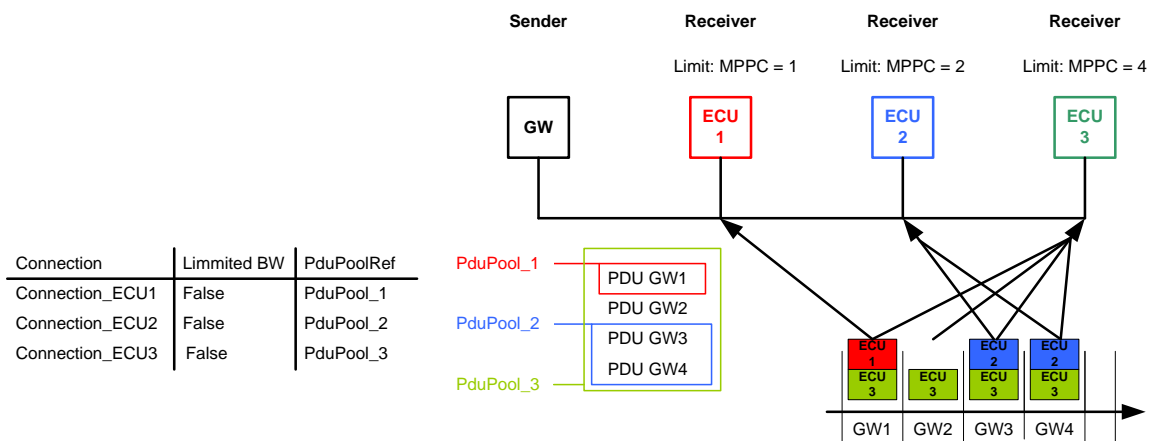 Sender Receiver Receiver Receiver
Limit: MPPC = 1 Limit: MPPC = 2 Limit: MPPC = 4
GW
ECU
1
ECU
2
ECU
3
Connection Limmited BW PduPoolRef
Connection_ECU1 False PduPool_1
Connection_ECU2 False PduPool_2
Connection_ECU3 False PduPool_3
PduPool_1
PduPool_2
PduPool_3
PDU GW1
PDU GW2
PDU GW3
PDU GW4
ECU
1
ECU
3
ECU
3
ECU
2
ECU
3
ECU
2
ECU
3
GW1 GW2 GW3 GW4